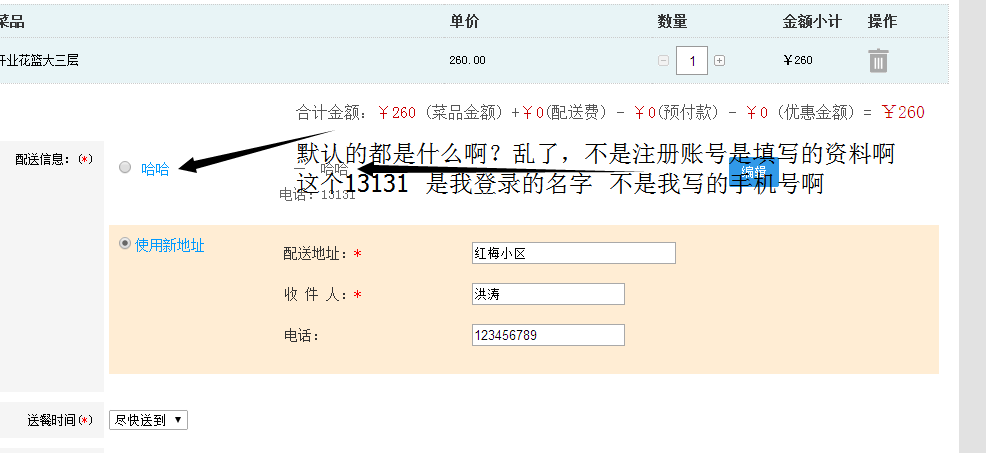 菜品 单价 数量 金额小计 操作
开业花篮大三层 260.00 1 ￥260
合计金额：￥260 (菜品金额) +￥0(配送费) - ￥0(预付款) - ￥0 (优惠金额) = ￥260
默认的都是什么啊？乱了，不是注册账号是填写的资料啊
配送信息：(*) 哈哈 哈哈 编辑
这个13131 是我登录的名字 不是我写的手机号啊
电话：13131
使用新地址 配送地址：* 红梅小区
收 件 人：* 洪涛
电话： 123456789
送餐时间(*) 尽快送到